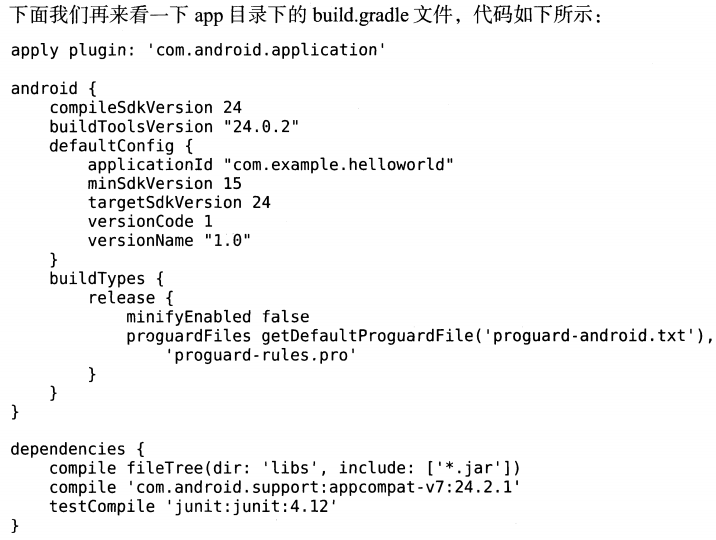 下面我们再来看一下 app 目录下的 build.gradle 文件，代码如下所示：
apply plugin: 'com.android.application'
android {
    compileSdkVersion 24
    buildToolsVersion "24.0.2"
    defaultConfig {
        applicationId "com.example.helloworld"
        minSdkVersion 15
        targetSdkVersion 24
        versionCode 1
        versionName "1.0"
    }
    buildTypes {
        release {
            minifyEnabled false
            proguardFiles getDefaultProguardFile('proguard-android.txt'),
                'proguard-rules.pro'
        }
    }
}
dependencies {
    compile fileTree(dir: 'libs', include: ['*.jar'])
    compile 'com.android.support:appcompat-v7:24.2.1'
    testCompile 'junit:junit:4.12'
}